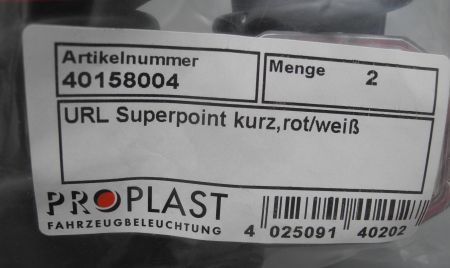 Artikelnummer
40158004
Menge 2
URL Superpoint kurz,rot/weiß
PROPLAST
FAHRZEUGBELEUCHTUNG
4 025091 40202